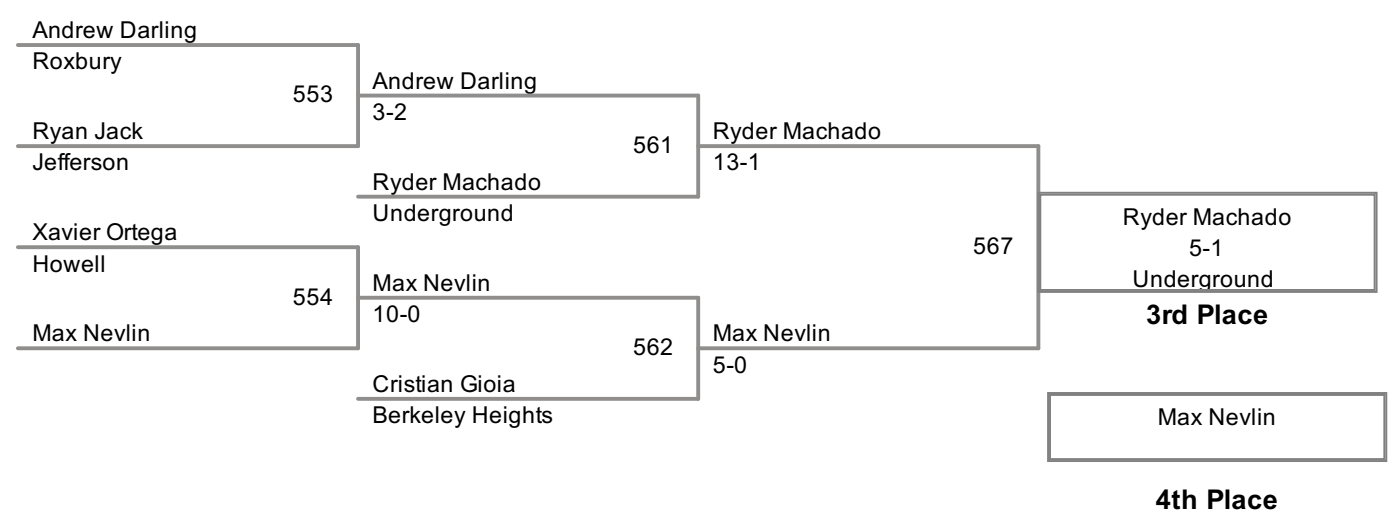 Andrew Darling
Roxbury
553
Andrew Darling
3-2
Ryan Jack
Jefferson
561
Ryder Machado
13-1
Ryder Machado
Underground
Xavier Ortega
Howell
567
Ryder Machado
5-1
Underground
3rd Place
554
Max Nevlin
10-0
Max Nevlin
562
Max Nevlin
5-0
Cristian Gioia
Berkeley Heights
Max Nevlin
4th Place